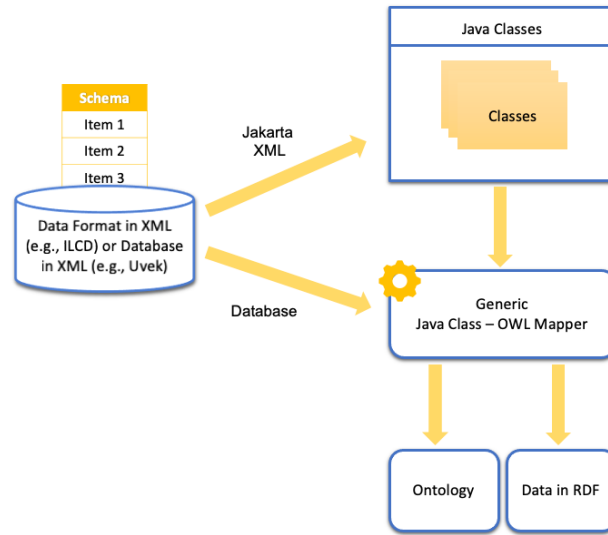 Java Classes
Schema
Item 1
Item 2
Item 3
Classes
Jakarta
XML
Data Format in XML
(e.g., ILCD) or Database
in XML (e.g., Uvek)
Database
Generic
Java Class – OWL Mapper
Ontology
Data in RDF